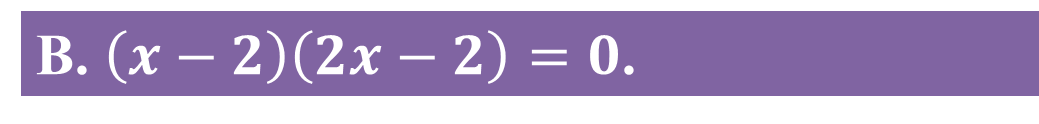 B. (x − 2)(2x − 2) = 0.